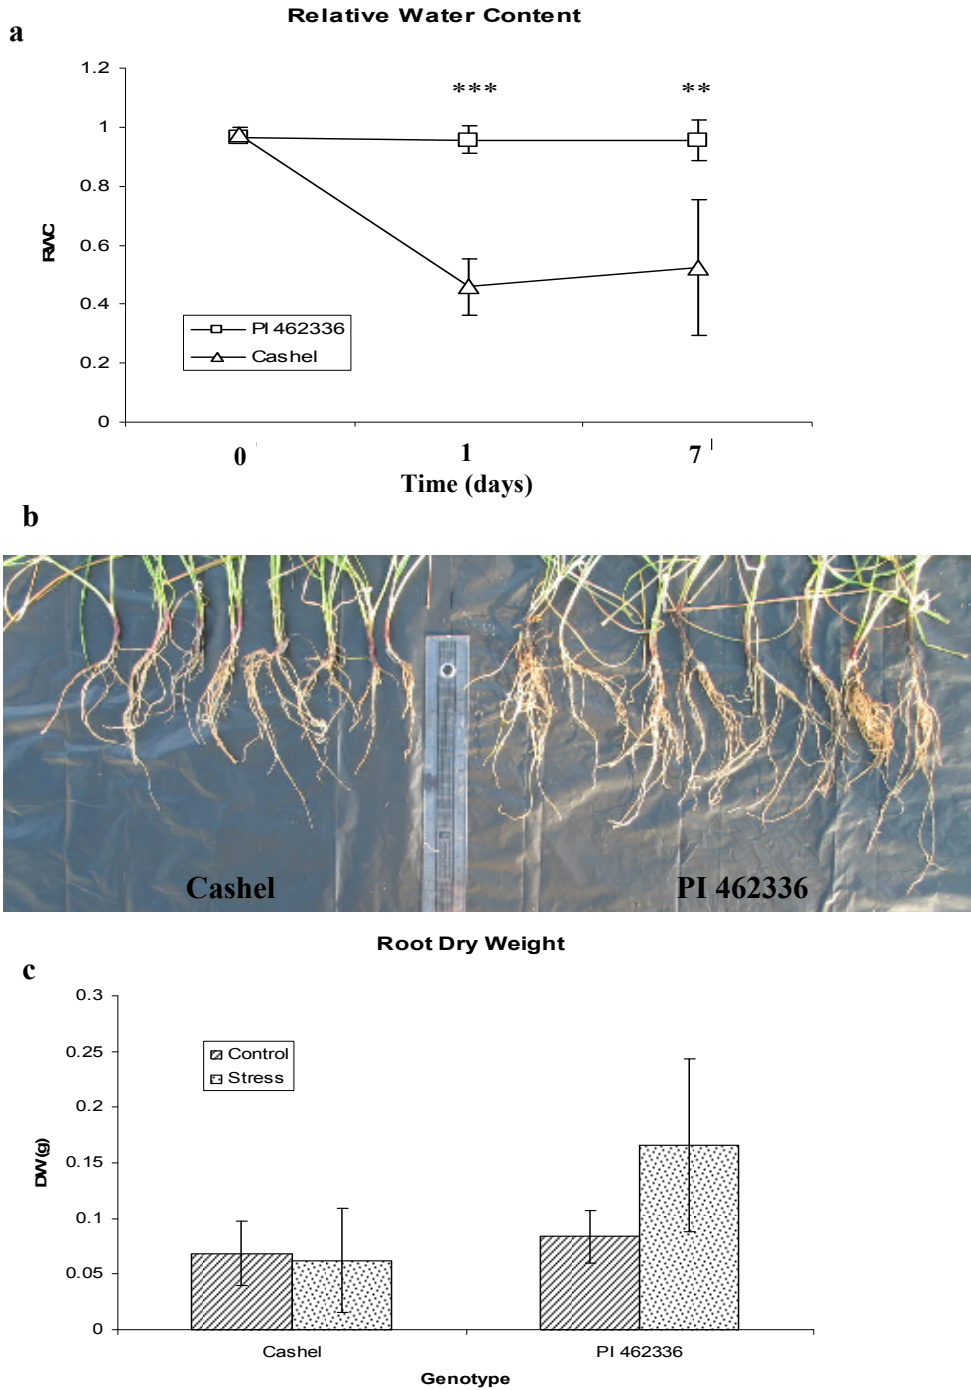 Relative Water Content
a
1.2
1
0.8
0.6
0.4
0.2
0
RWC
*** **
PI 462336
Cashel
0 1 7
Time (days)
b
Cashel PI 462336
Root Dry Weight
c
0.3
0.25
0.2
0.15
0.1
0.05
0
DW(g)
Control
Stress
Cashel PI 462336
Genotype